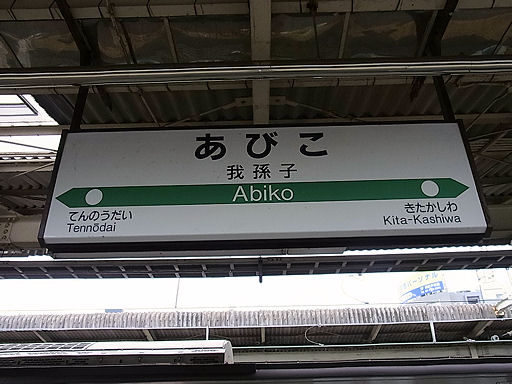 あびこ
我孫子
Abiko
てんのうだい
Tennōdai
きたかしわ
Kita-Kashiwa